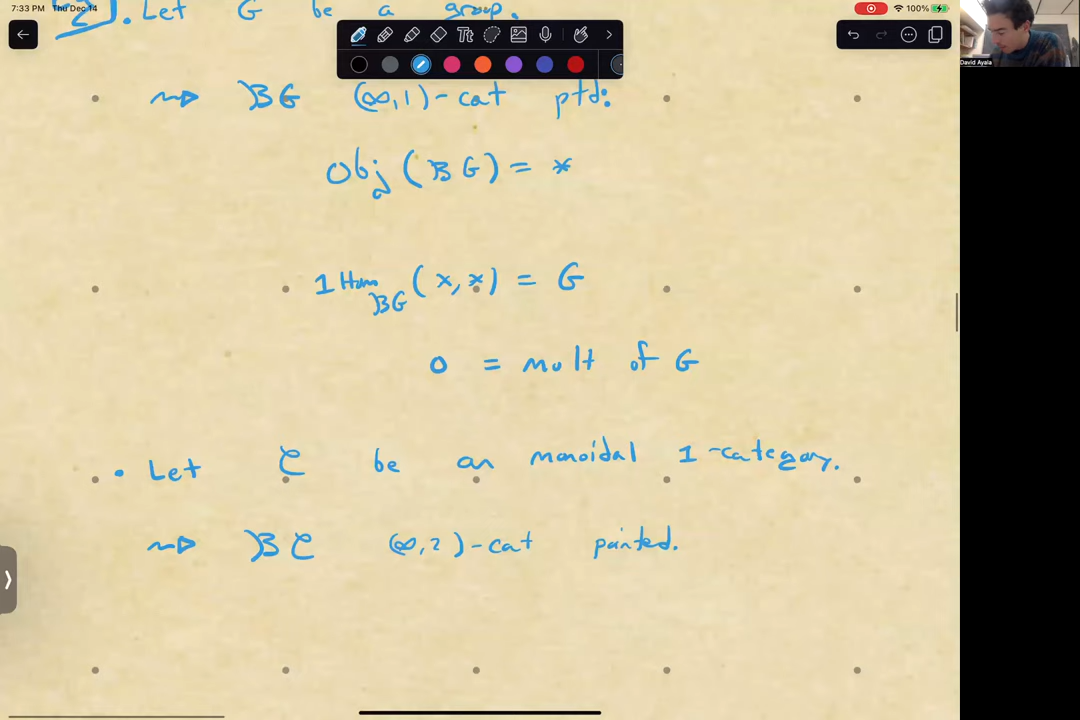 7:33 PM Thu Dec 14
100%
. Let G be a group.
Tt
⇝ BG (∞,1)-cat ptd:
Obj (BG) = *
1Hom_BG (*,*) = G
o = mult of G
• Let C be an monoidal 1-category.
⇝ BC (∞,2)-cat pointed.
David Ayala